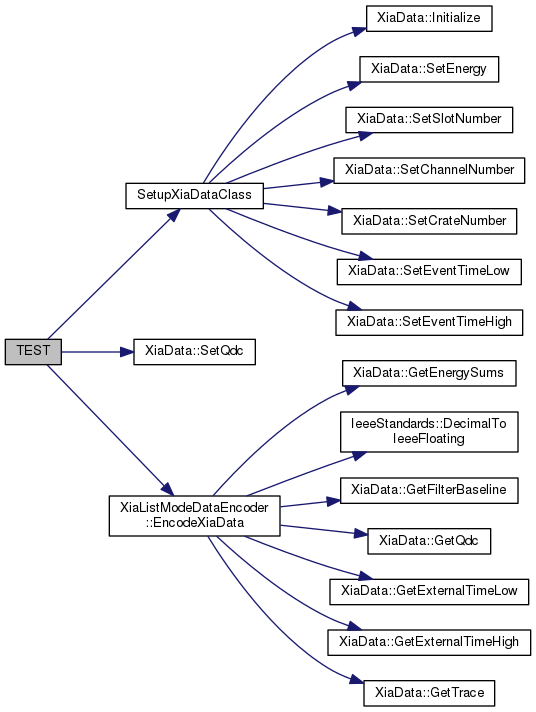 XiaData::Initialize
XiaData::SetEnergy
XiaData::SetSlotNumber
XiaData::SetChannelNumber
SetupXiaDataClass
XiaData::SetCrateNumber
XiaData::SetEventTimeLow
XiaData::SetEventTimeHigh
TEST
XiaData::SetQdc
XiaData::GetEnergySums
IeeeStandards::DecimalTo
IeeeFloating
XiaData::GetFilterBaseline
XiaListModeDataEncoder
::EncodeXiaData
XiaData::GetQdc
XiaData::GetExternalTimeLow
XiaData::GetExternalTimeHigh
XiaData::GetTrace